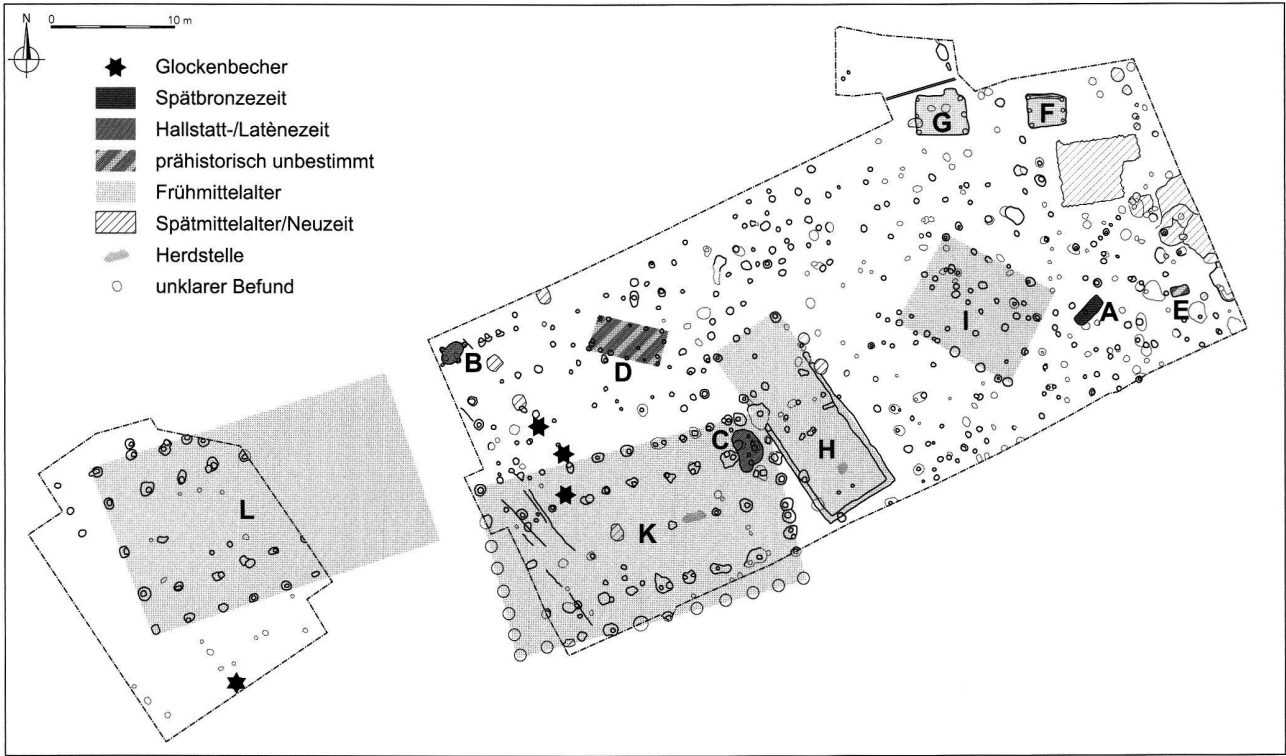 N
0 10 m
Glockenbecher
Spätbronzezeit
Hallstatt-/Latènezeit
prähistorisch unbestimmt
Frühmittelalter
Spätmittelalter/Neuzeit
Herdstelle
unklarer Befund
G
F
A
E
I
B
D
C
H
L
K